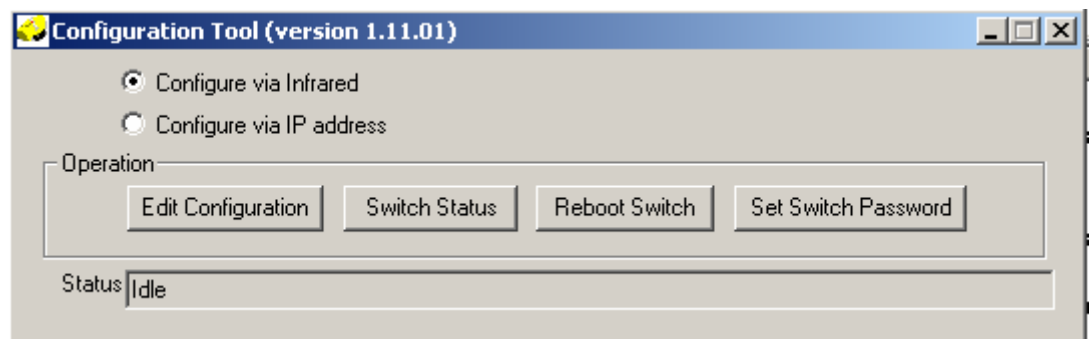 Configuration Tool (version 1.11.01)
Configure via Infrared
Configure via IP address
Operation
Edit Configuration Switch Status Reboot Switch Set Switch Password
Status Idle